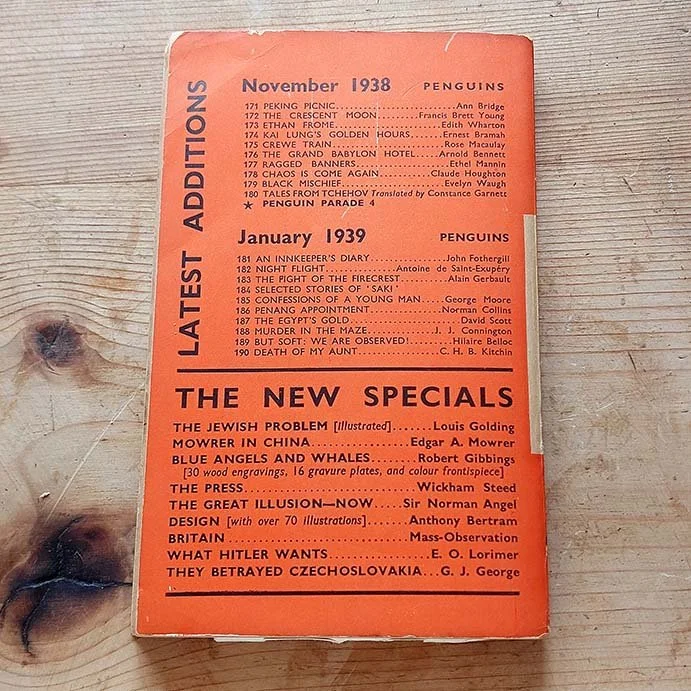 LATEST ADDITIONS
November 1938 PENGUINS
171 PEKING PICNIC..........Ann Bridge
172 THE CRESCENT MOON..........Francis Brett Young
173 ETHAN FROME..........Edith Wharton
174 KAI LUNG'S GOLDEN HOURS..........Ernest Bramah
175 CREWE TRAIN..........Rose Macaulay
176 THE GRAND BABYLON HOTEL..........Arnold Bennett
177 RAGGED BANNERS..........Ethel Mannin
178 CHAOS IS COME AGAIN..........Claude Houghton
179 BLACK MISCHIEF..........Evelyn Waugh
180 TALES FROM TCHEHOV Translated by Constance Garnett
★ PENGUIN PARADE 4
January 1939 PENGUINS
181 AN INNKEEPER'S DIARY..........John Fothergill
182 NIGHT FLIGHT..........Antoine de Saint-Exupéry
183 THE FIGHT OF THE FIRECREST..........Alain Gerbault
184 SELECTED STORIES OF 'SAKI'
185 CONFESSIONS OF A YOUNG MAN.....George Moore
186 PENANG APPOINTMENT..........Norman Collins
187 THE EGYPT'S GOLD..........David Scott
188 MURDER IN THE MAZE..........J. J. Connington
189 BUT SOFT: WE ARE OBSERVED!..........Hilaire Belloc
190 DEATH OF MY AUNT..........C. H. B. Kitchin
THE NEW SPECIALS
THE JEWISH PROBLEM [Illustrated].......Louis Golding
MOWRER IN CHINA..........Edgar A. Mowrer
BLUE ANGELS AND WHALES........Robert Gibbings
[30 wood engravings, 16 gravure plates, and colour frontispiece]
THE PRESS..........Wickham Steed
THE GREAT ILLUSION—NOW.....Sir Norman Angel
DESIGN [with over 70 illustrations]......Anthony Bertram
BRITAIN..........Mass-Observation
WHAT HITLER WANTS..........E. O. Lorimer
THEY BETRAYED CZECHOSLOVAKIA...G. J. George